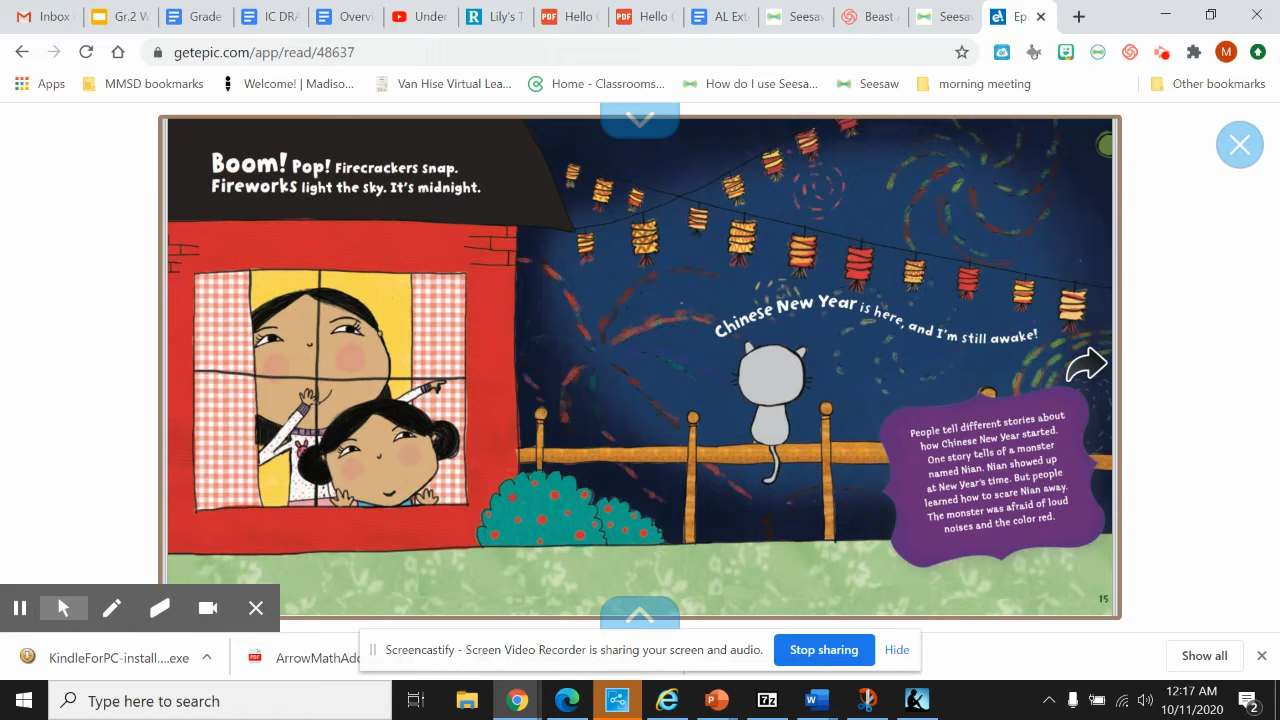 Inbox
Gr.2 W
Grade
IC DRA
Overvi
Under
Lily's T
Hello
Hello
AL Ext
Seesaw
Beast
Seesaw
Ep
getepic.com/app/read/48637
M
Apps
MMSD bookmarks
Welcome! | Madiso...
Van Hise Virtual Lea...
Home - Classrooms...
How do I use Seesa...
Seesaw
morning meeting
Other bookmarks
Boom! Pop! Firecrackers snap.
Fireworks light the sky. It's midnight.
Chinese New Year is here, and I'm still awake!
People tell different stories about
how Chinese New Year started.
One story tells of a monster
named Nian. Nian showed up
at New Year's time. But people
learned how to scare Nian away.
The monster was afraid of loud
noises and the color red.
15
KindleForPC-install....exe
PDF
ArrowMathAd
Screencastify - Screen Video Recorder is sharing your screen and audio.
Stop sharing
Hide
Show all
Type here to search
12:17 AM
10/11/2020
2